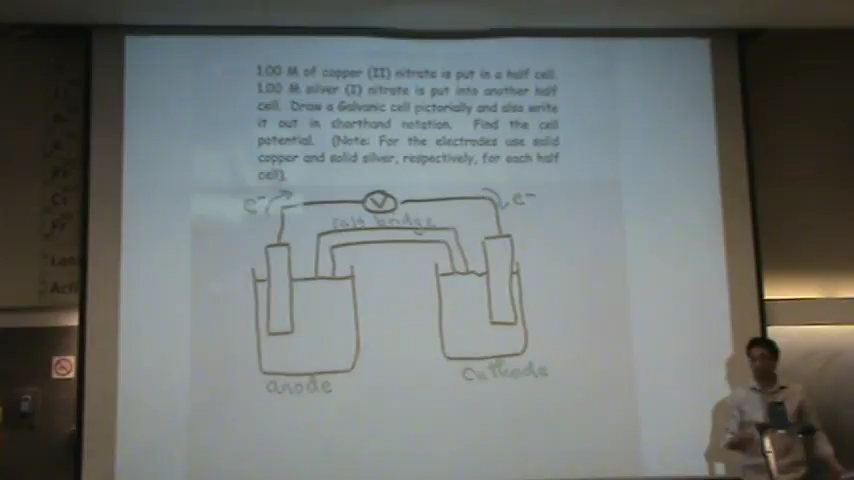 1.00 M of copper (II) nitrate is put in a half cell.
1.00 M silver (I) nitrate is put into another half
cell. Draw a Galvanic cell pictorially and also write
it out in shorthand notation. Find the cell
potential. (Note: For the electrodes use solid
copper and solid silver, respectively, for each half
cell).
e⁻ V e⁻
salt bridge
anode
cathode